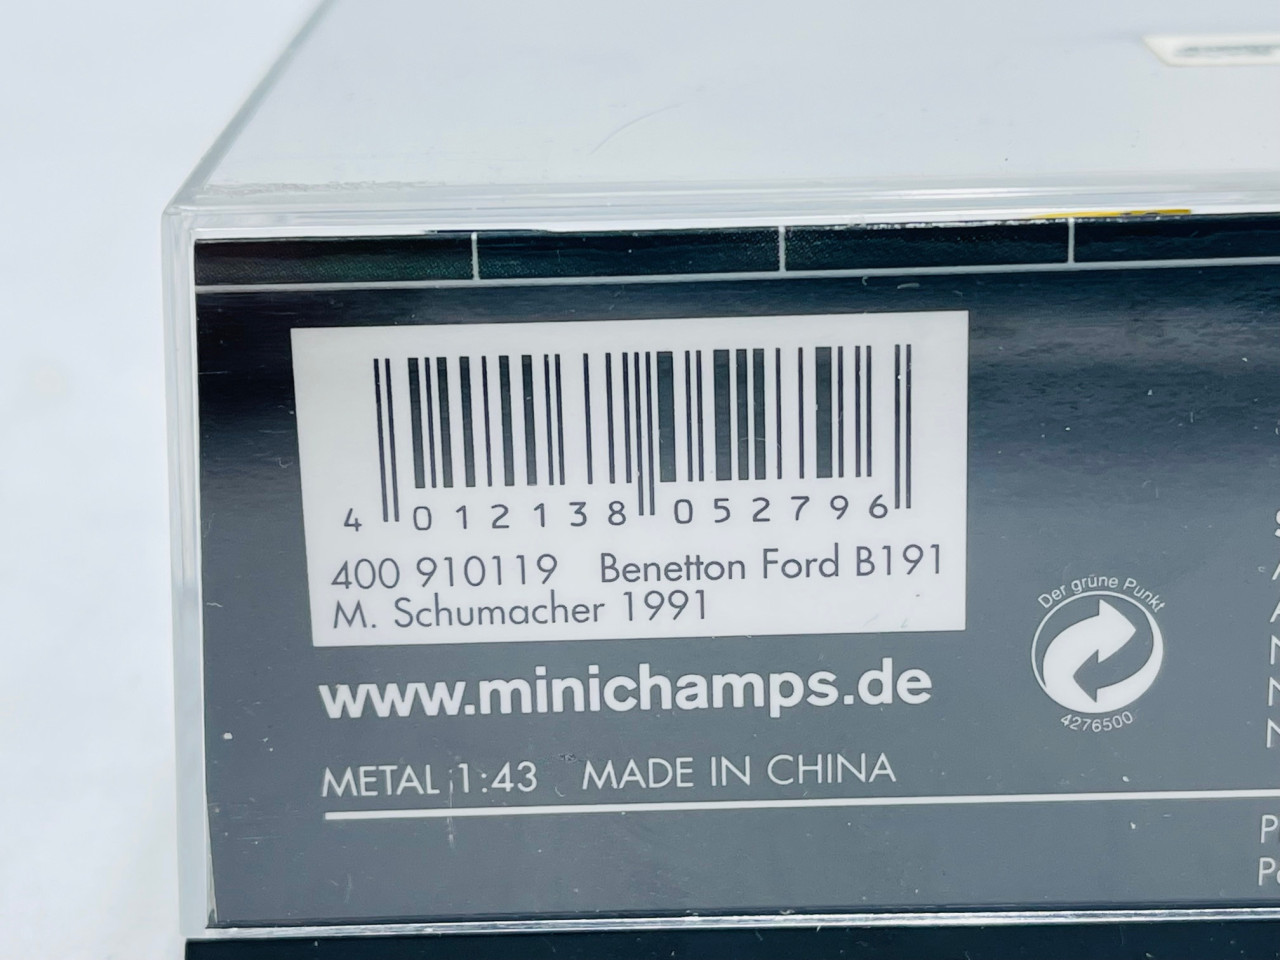 4 012138 052796
400 910119 Benetton Ford B191
M. Schumacher 1991
www.minichamps.de
METAL 1:43 MADE IN CHINA
Der grüne Punkt
4276500